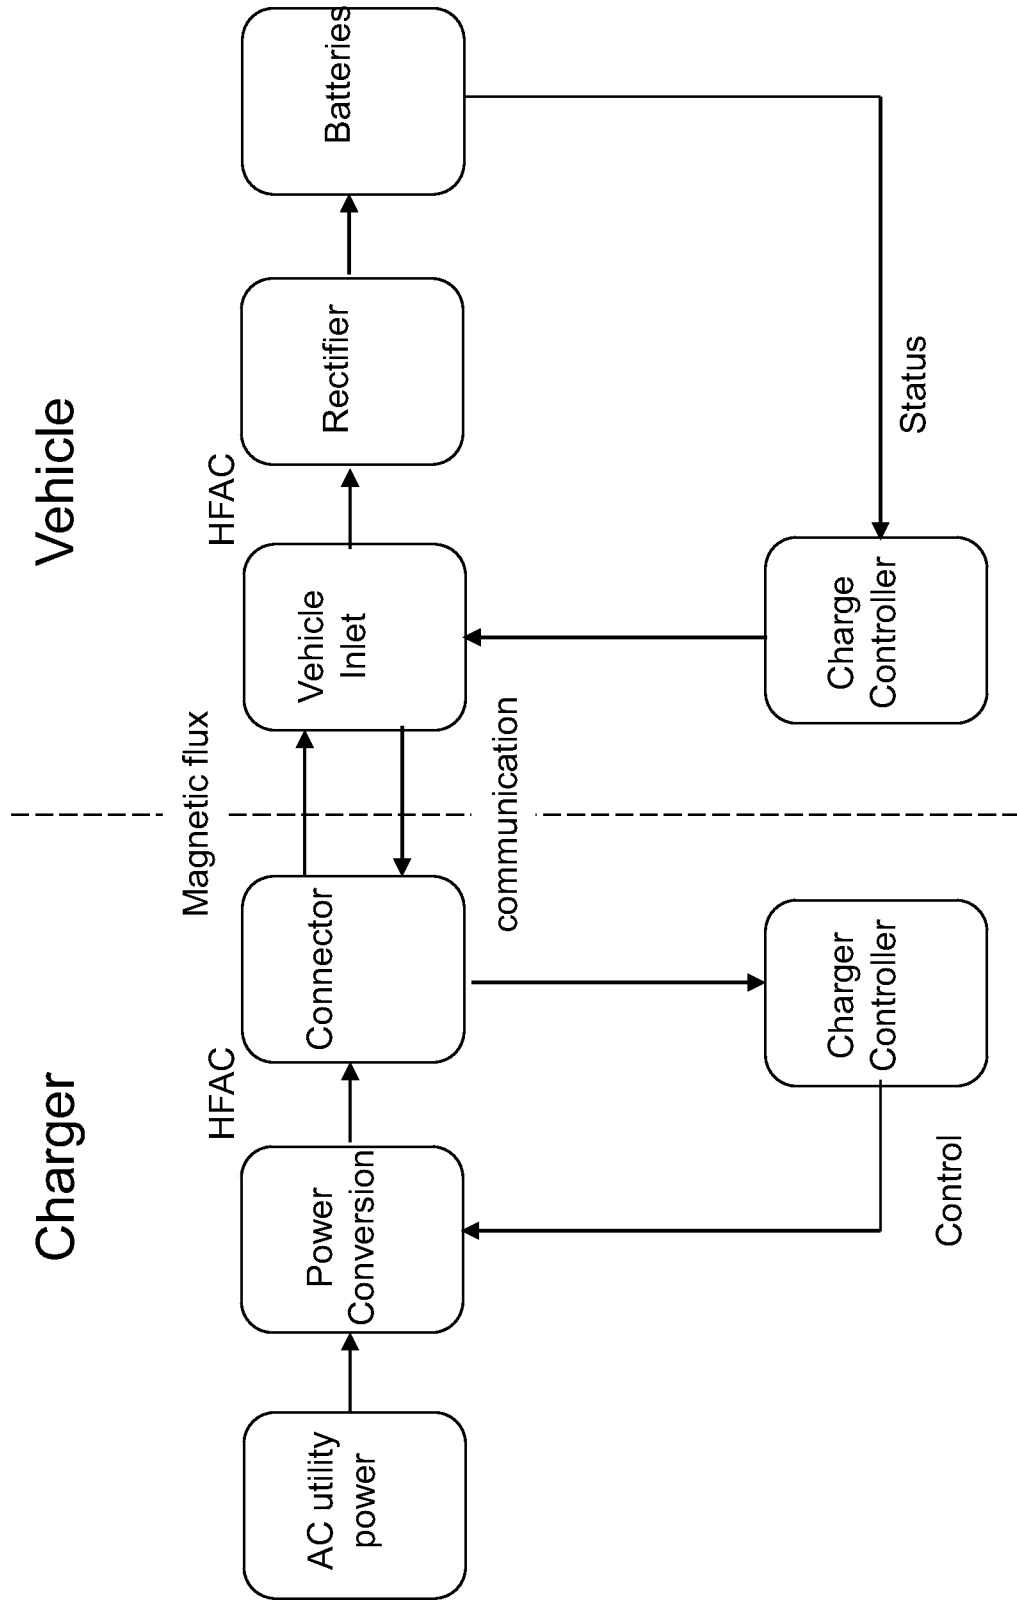 Charger
Vehicle
HFAC
Magnetic flux
HFAC
AC utility
power
Power
Conversion
Connector
Vehicle
Inlet
Rectifier
Batteries
communication
Charger
Controller
Charge
Controller
Status
Control